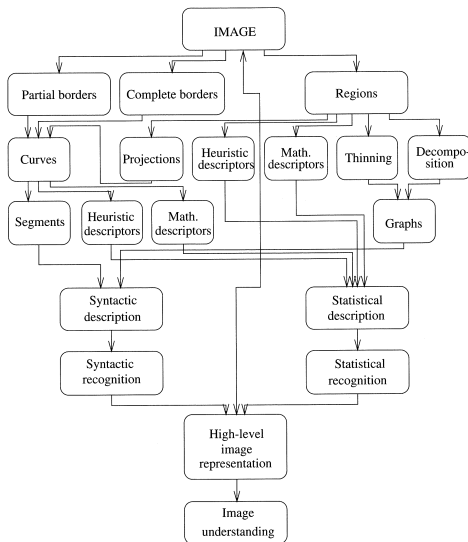 IMAGE
Partial borders
Complete borders
Regions
Curves
Projections
Heuristic
descriptors
Math.
descriptors
Thinning
Decompo-
sition
Segments
Heuristic
descriptors
Math.
descriptors
Graphs
Syntactic
description
Statistical
description
Syntactic
recognition
Statistical
recognition
High-level
image
representation
Image
understanding